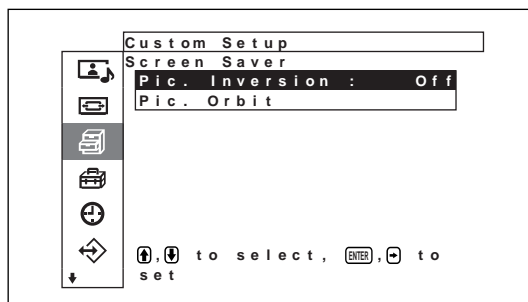 Custom Setup
Screen Saver
Pic. Inversion : Off
Pic. Orbit
, to select, ENTER, to
set